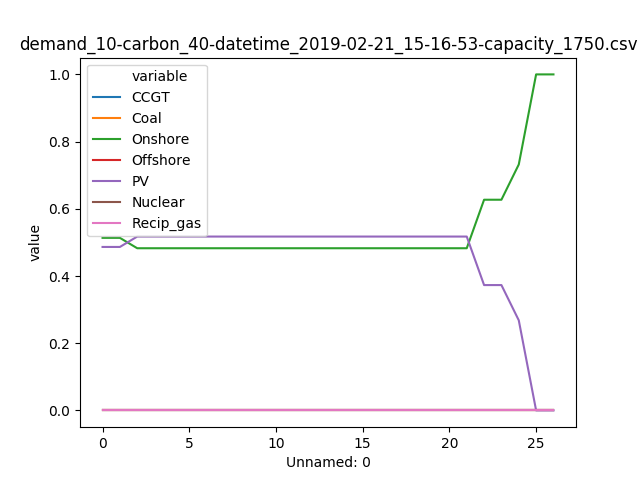 demand_10-carbon_40-datetime_2019-02-21_15-16-53-capacity_1750.csv
variable
CCGT
Coal
Onshore
Offshore
PV
Nuclear
Recip_gas
value
1.0
0.8
0.6
0.4
0.2
0.0
0 5 10 15 20 25
Unnamed: 0